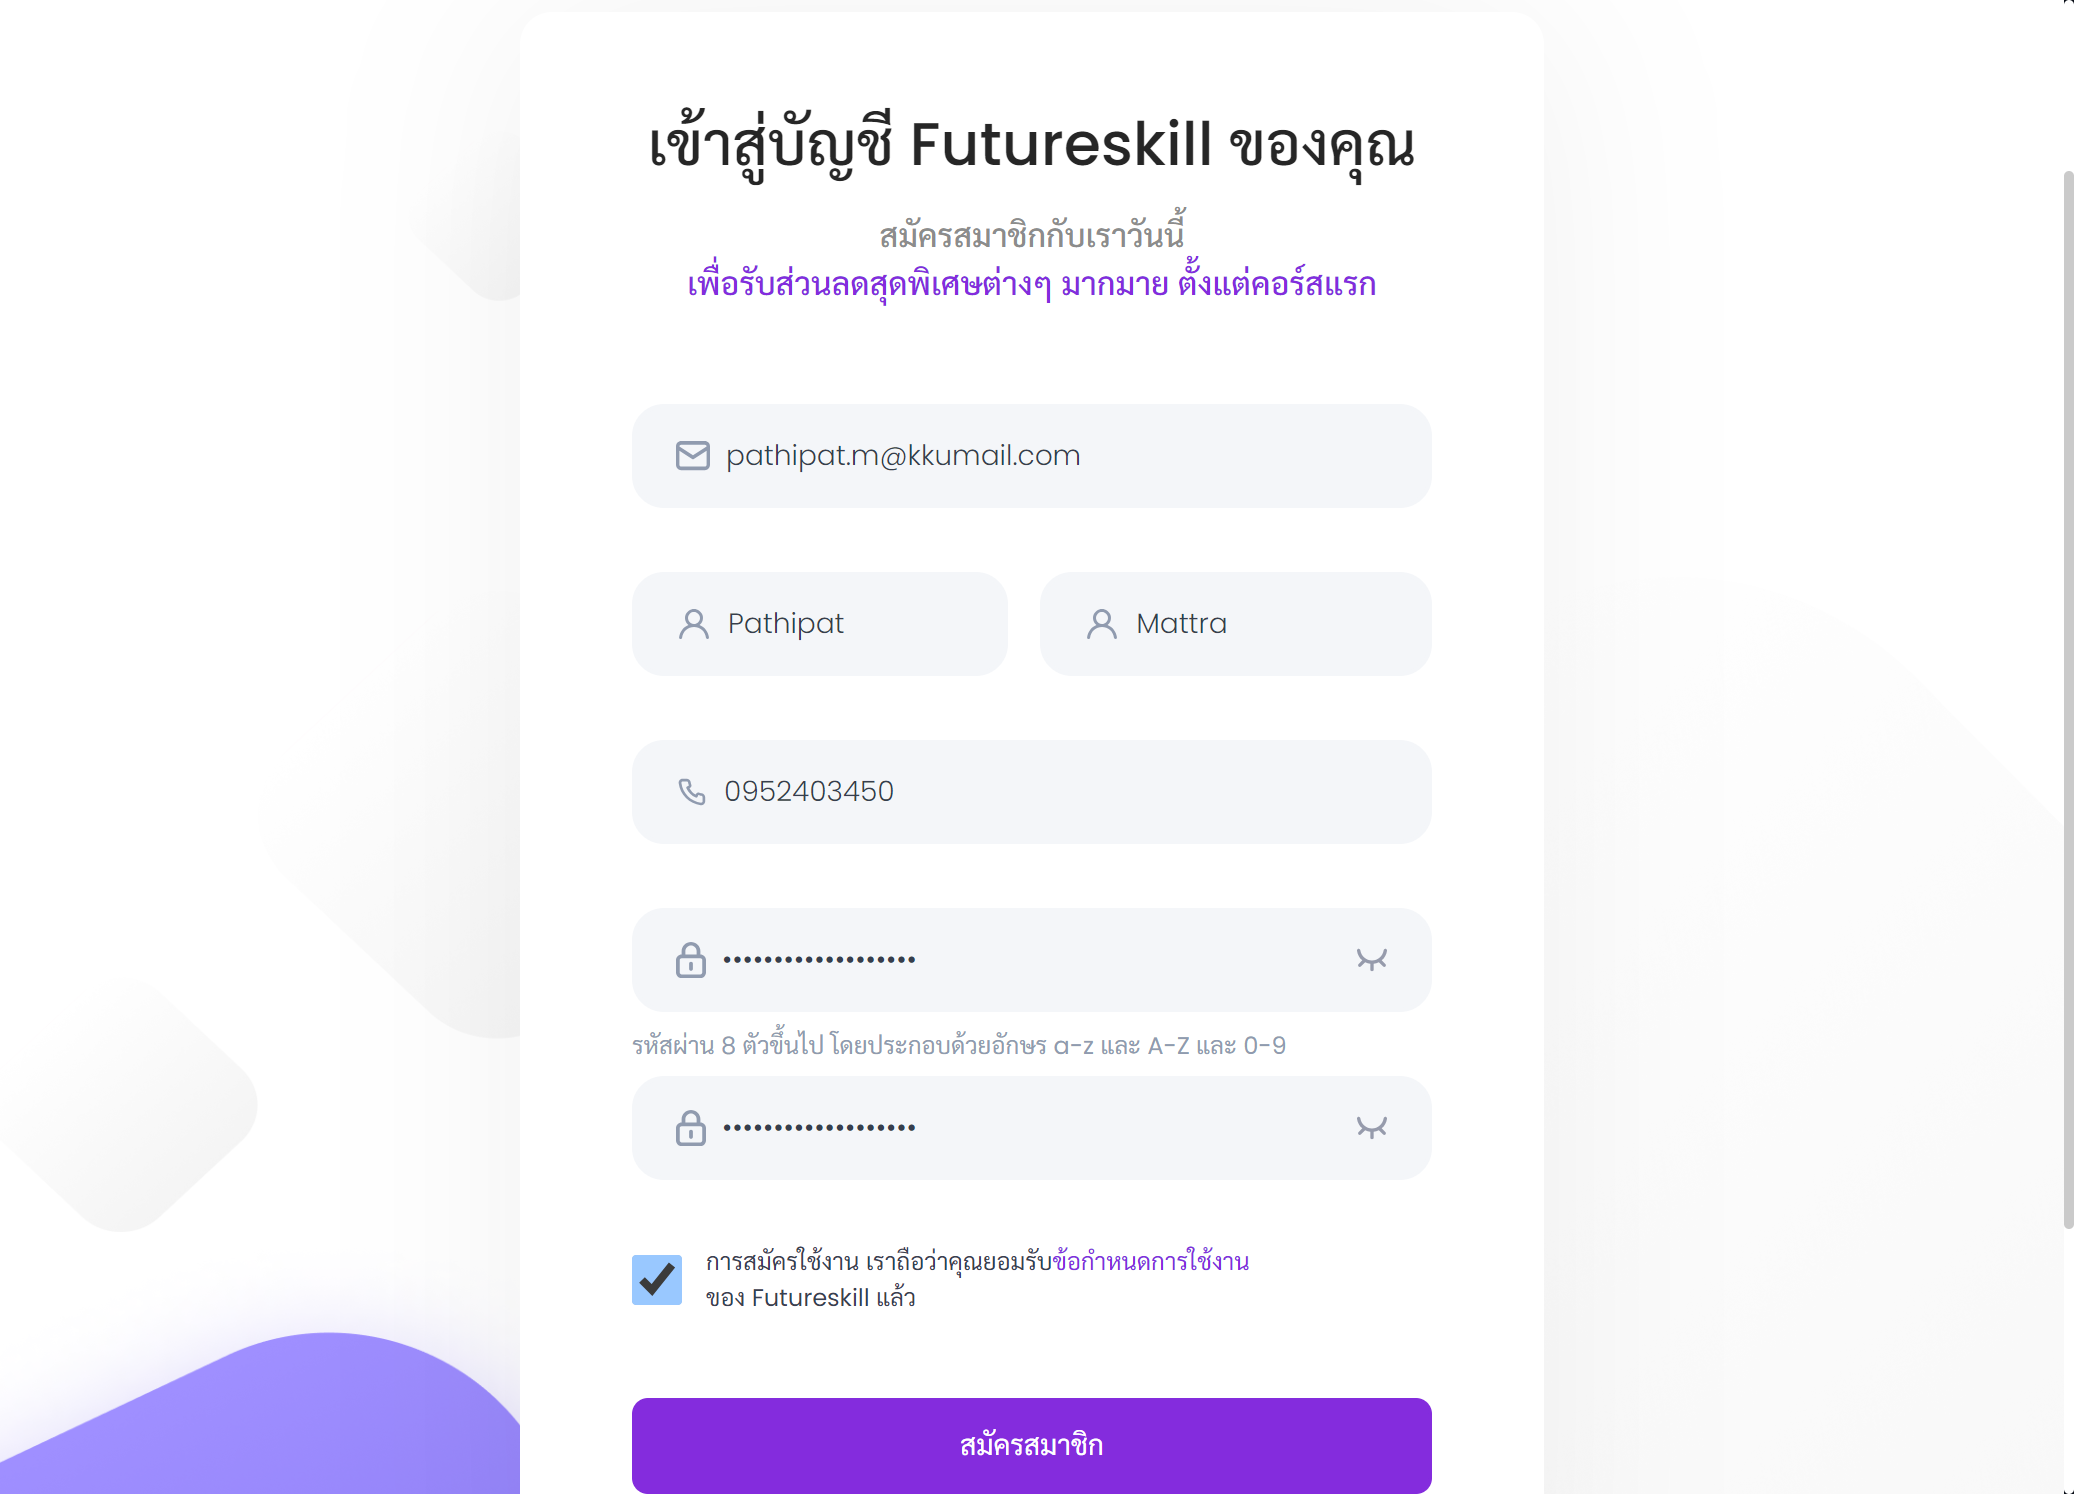 เข้าสู่บัญชี Futureskill ของคุณ
สมัครสมาชิกกับเราวันนี้
เพื่อรับส่วนลดสุดพิเศษต่างๆ มากมาย ตั้งแต่คอร์สแรก
pathipat.m@kkumail.com
Pathipat
Mattra
0952403450
•••••••••••••••••••
รหัสผ่าน 8 ตัวขึ้นไป โดยประกอบด้วยอักษร a-z และ A-Z และ 0-9
•••••••••••••••••••
การสมัครใช้งาน เราถือว่าคุณยอมรับข้อกำหนดการใช้งาน
ของ Futureskill แล้ว
สมัครสมาชิก